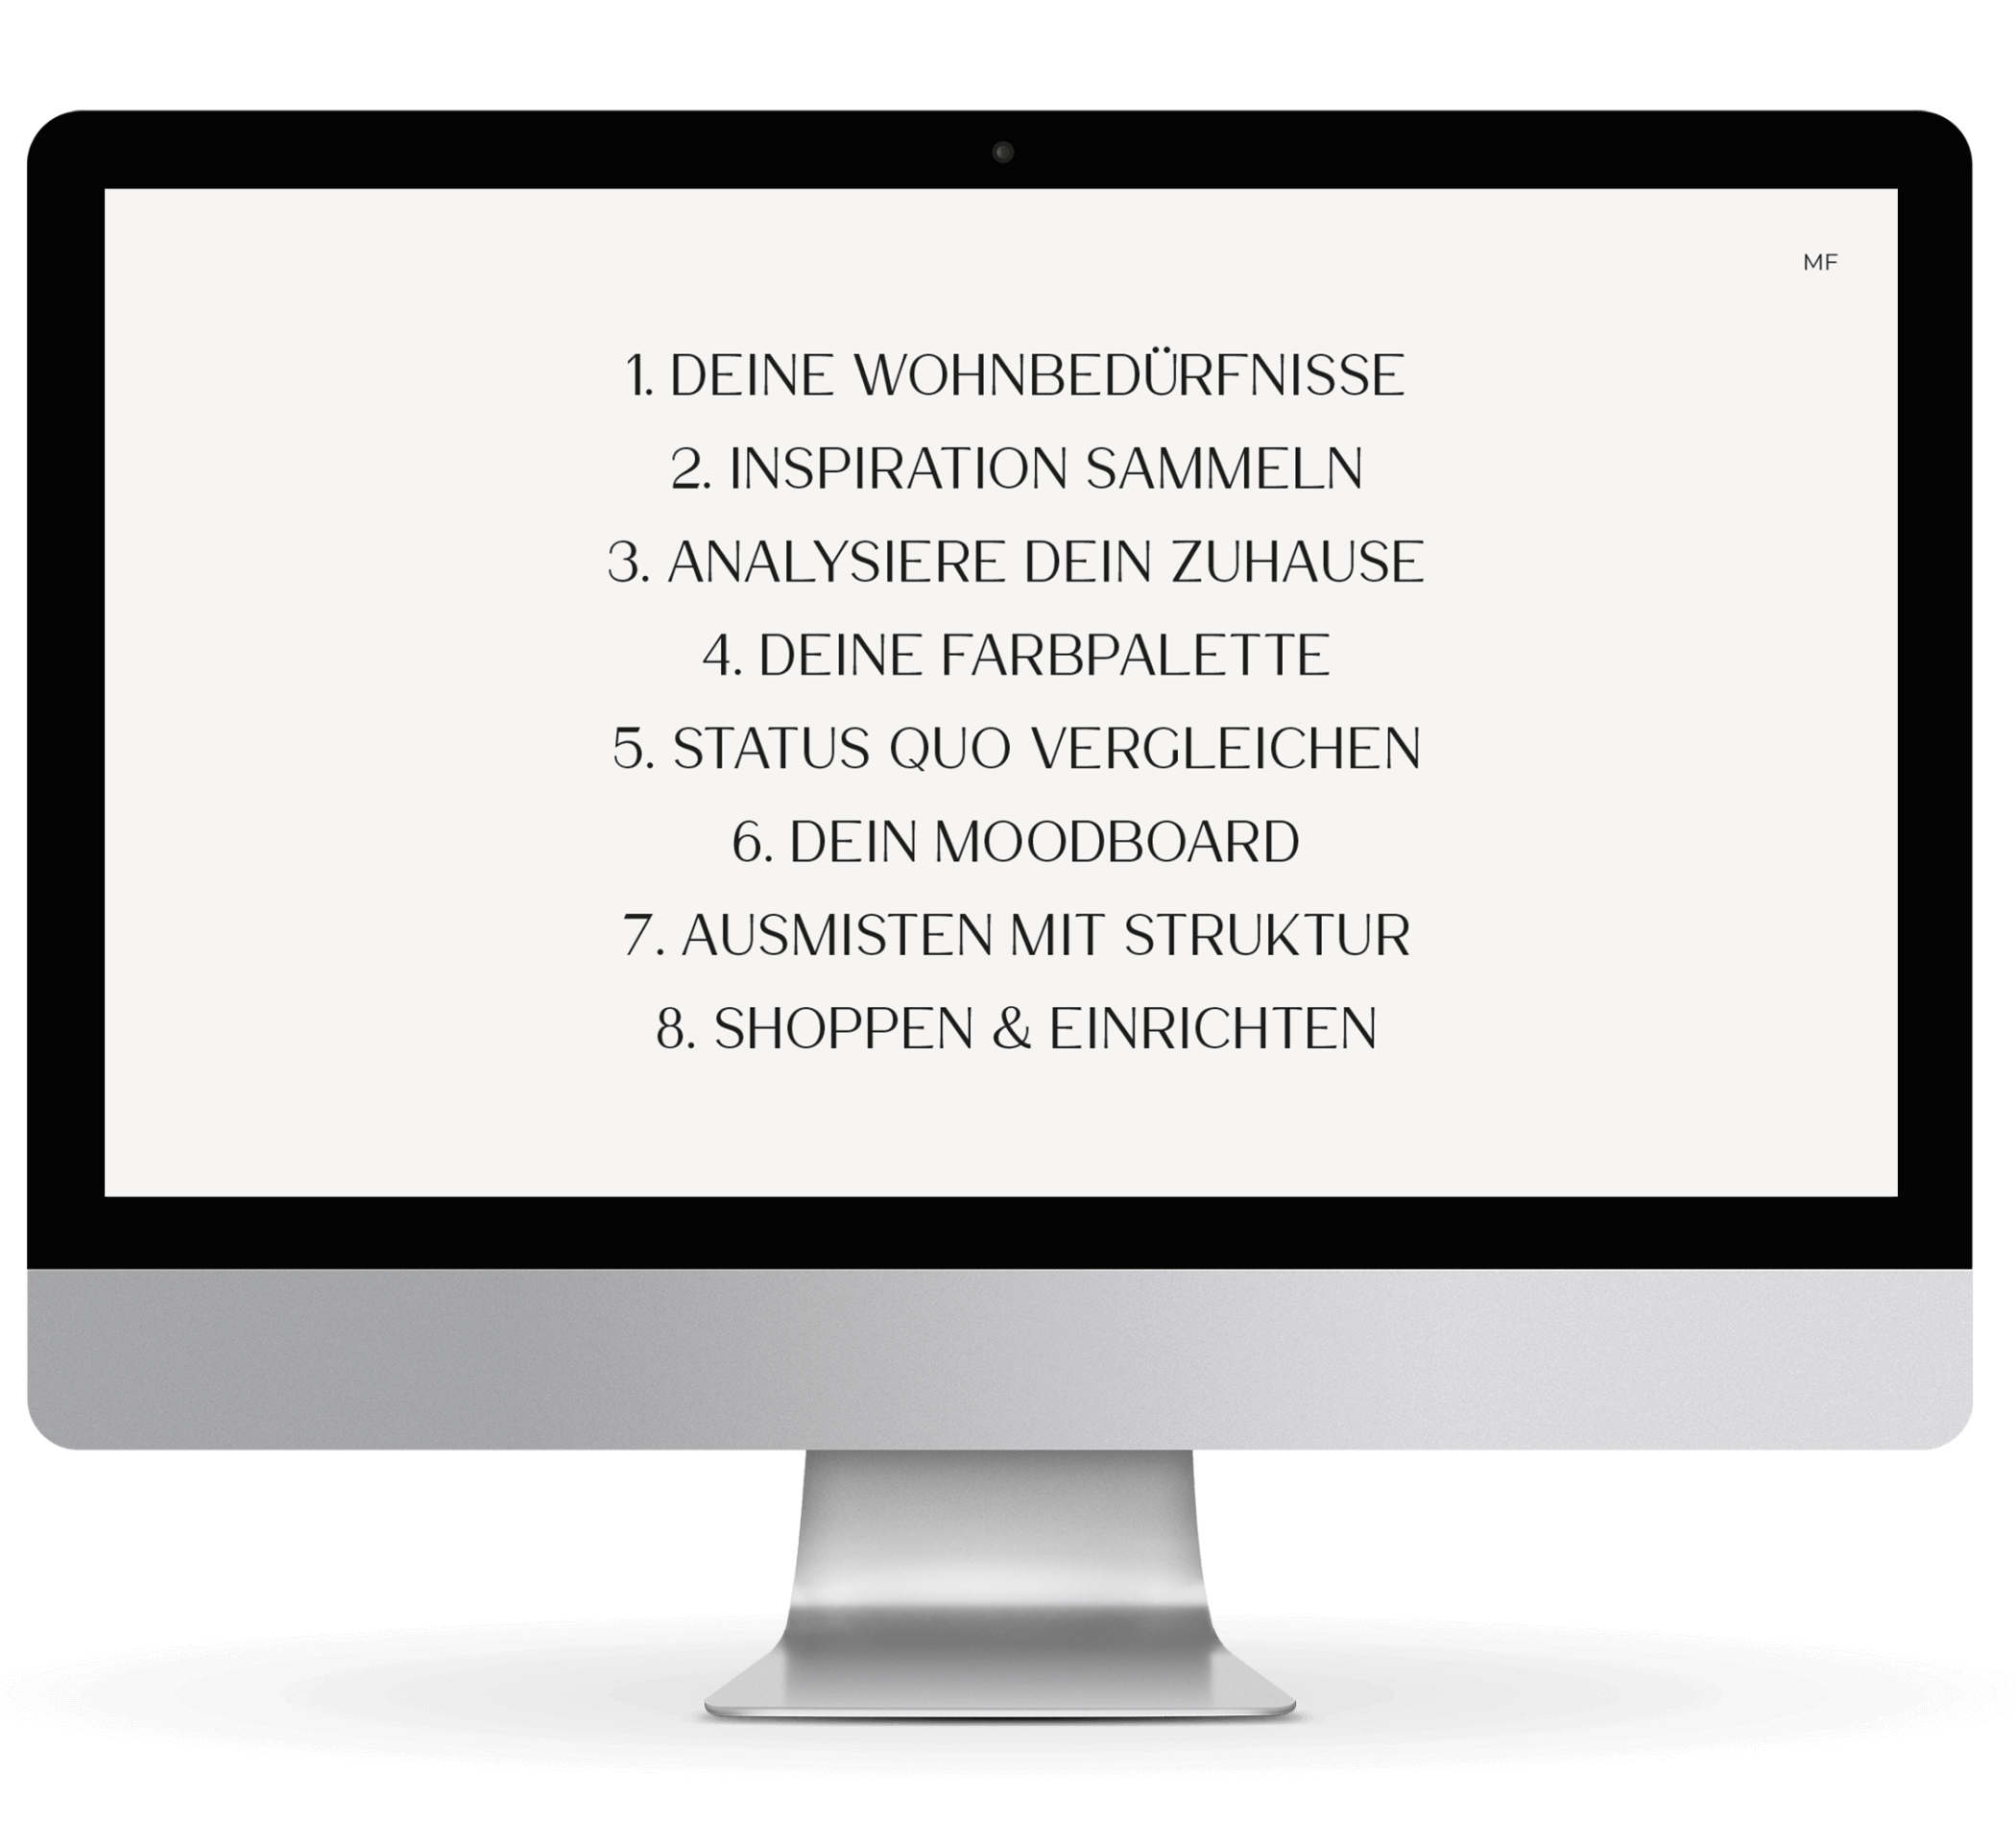 MF
1. DEINE WOHNBEDÜRFNISSE
2. INSPIRATION SAMMELN
3. ANALYSIERE DEIN ZUHAUSE
4. DEINE FARBPALETTE
5. STATUS QUO VERGLEICHEN
6. DEIN MOODBOARD
7. AUSMISTEN MIT STRUKTUR
8. SHOPPEN & EINRICHTEN